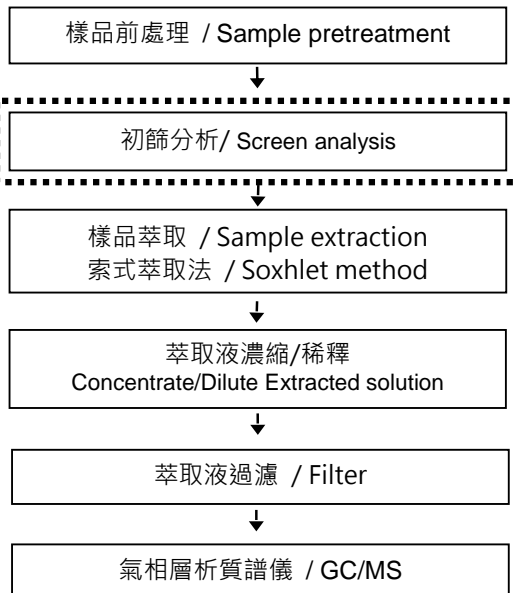 樣品前處理 / Sample pretreatment
初篩分析/ Screen analysis
樣品萃取 / Sample extraction
索式萃取法 / Soxhlet method
萃取液濃縮/稀釋
Concentrate/Dilute Extracted solution
萃取液過濾 / Filter
氣相層析質譜儀 / GC/MS